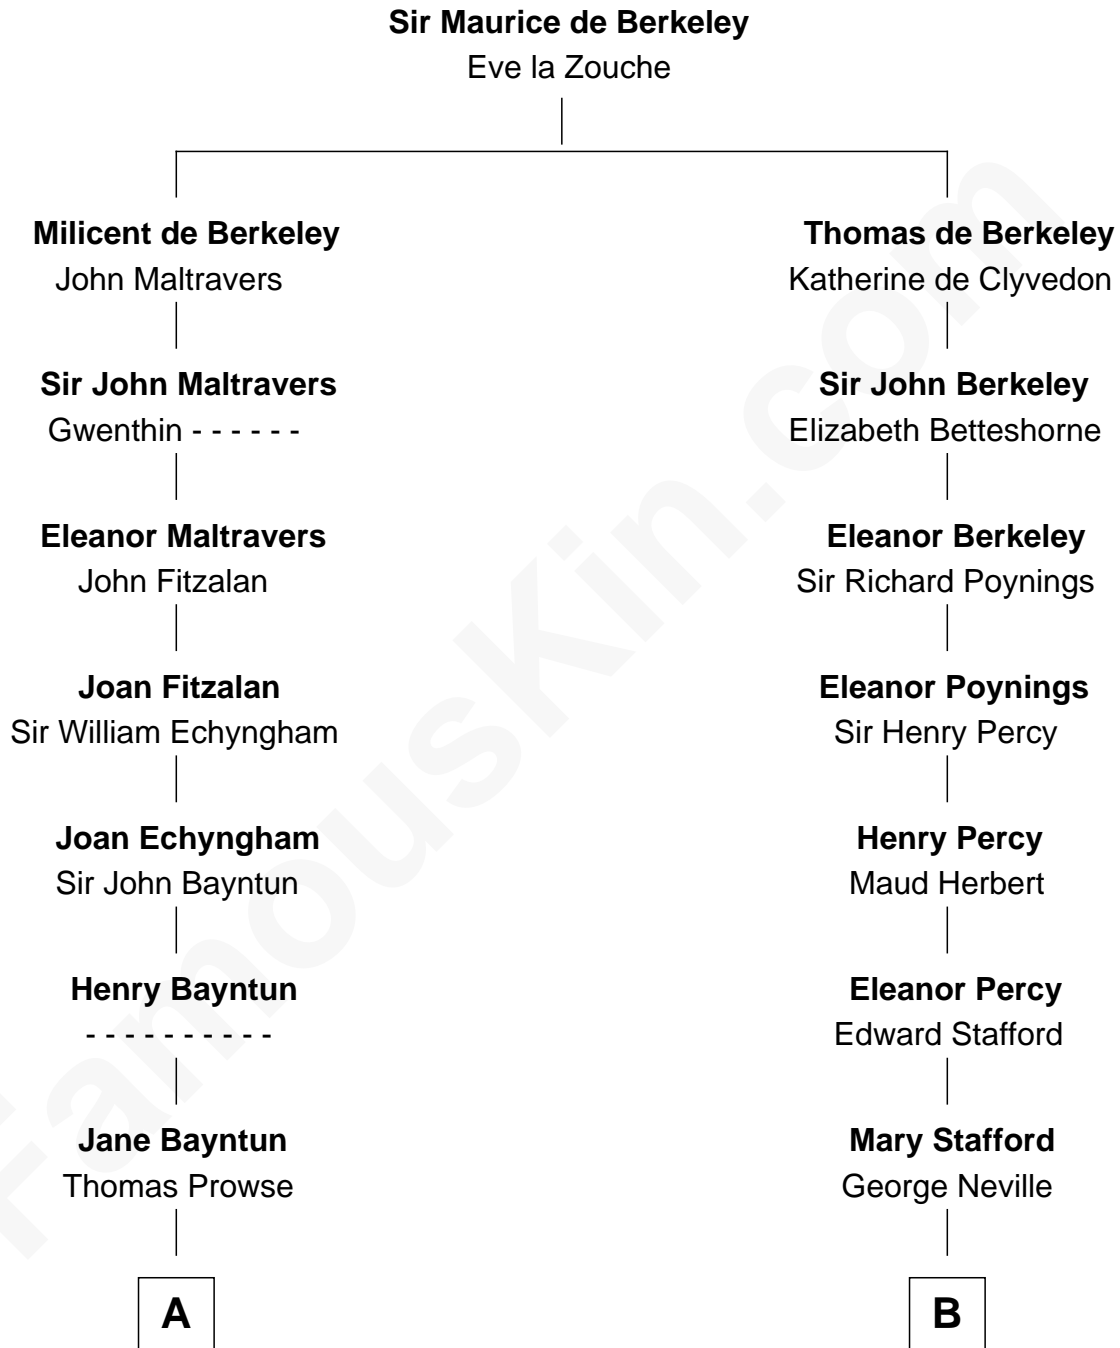 Sir Maurice de Berkeley
Eve la Zouche
Milicent de Berkeley
John Maltravers
Sir John Maltravers
Gwenthin - - - - - -
Eleanor Maltravers
John Fitzalan
Joan Fitzalan
Sir William Echyngham
Joan Echyngham
Sir John Bayntun
Henry Bayntun
- - - - - - - - - -
Jane Bayntun
Thomas Prowse
A
Thomas de Berkeley
Katherine de Clyvedon
Sir John Berkeley
Elizabeth Betteshorne
Eleanor Berkeley
Sir Richard Poynings
Eleanor Poynings
Sir Henry Percy
Henry Percy
Maud Herbert
Eleanor Percy
Edward Stafford
Mary Stafford
George Neville
B
FamousKin.com